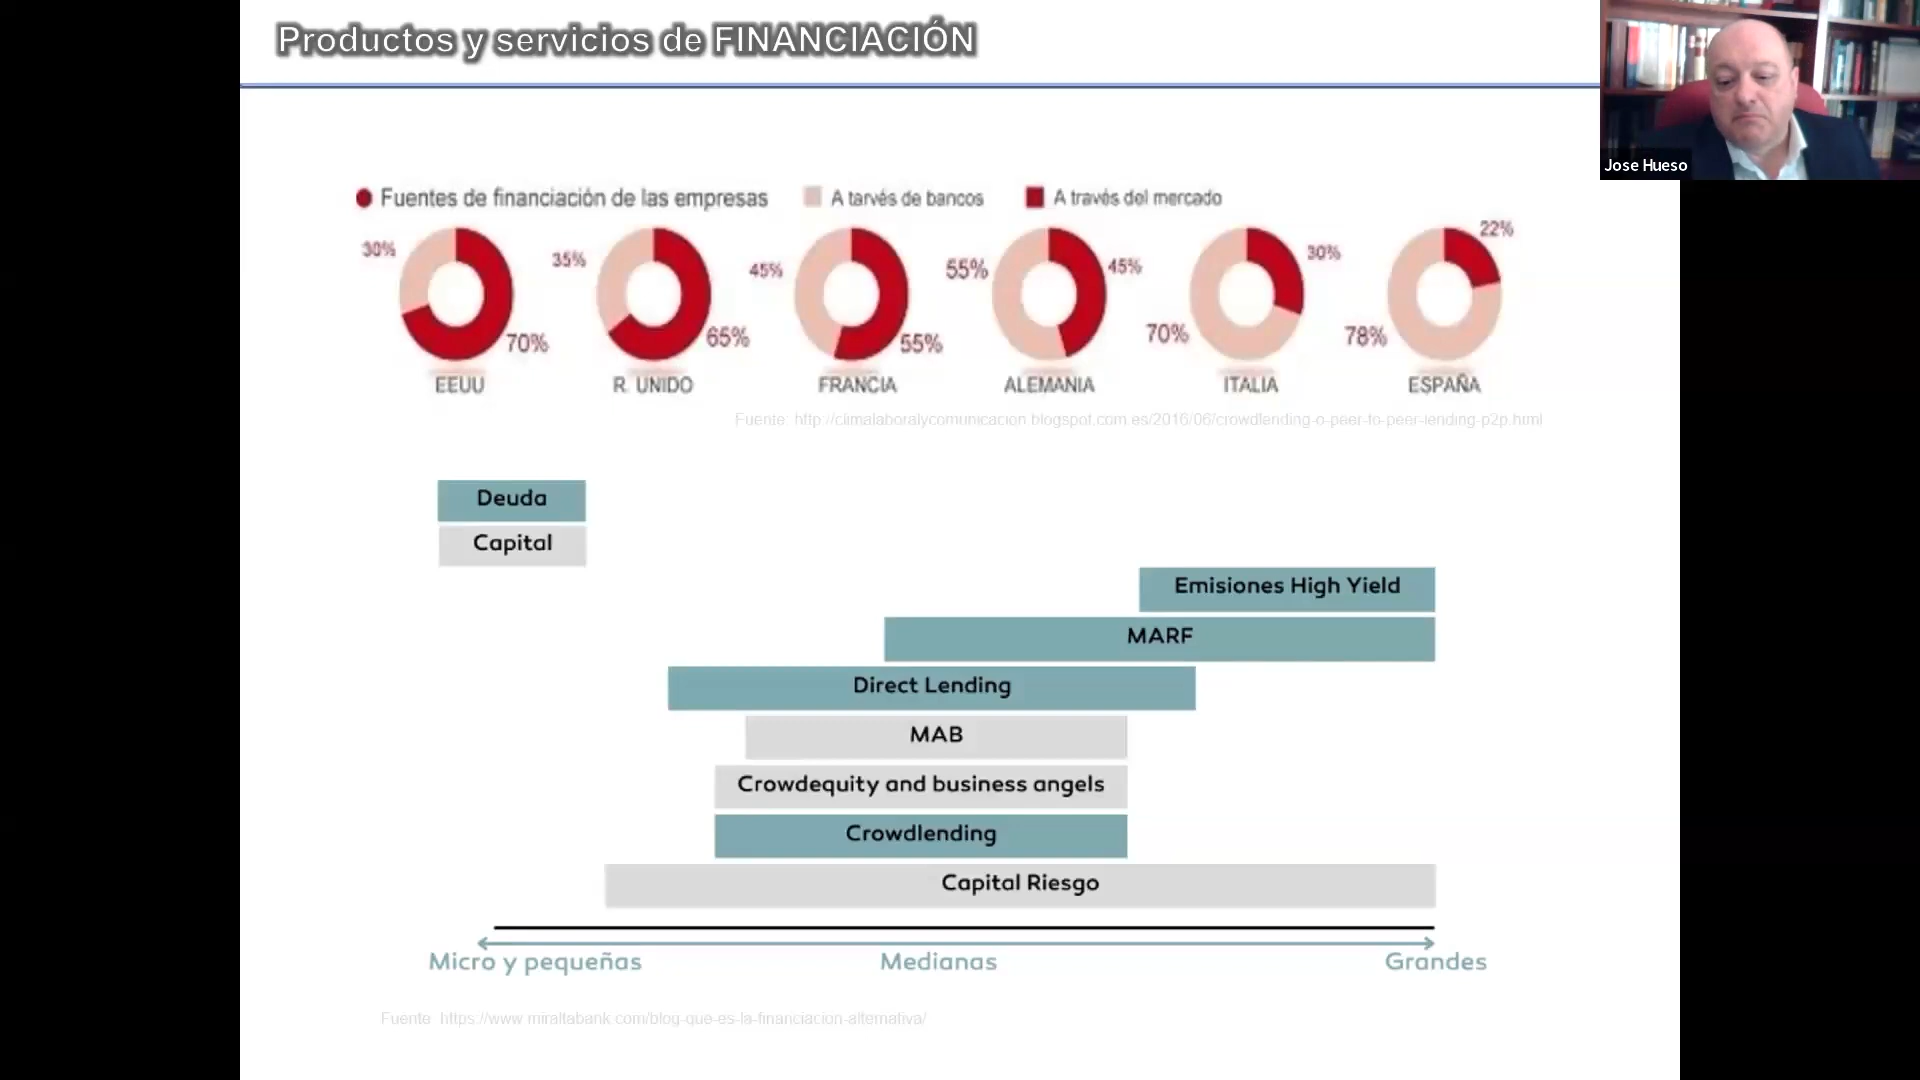 Productos y servicios de FINANCIACIÓN
Jose Hueso
Fuentes de financiación de las empresas A tarvés de bancos A través del mercado
30% 70% EEUU
35% 65% R. UNIDO
45% 55% FRANCIA
55% 45% ALEMANIA
70% 30% ITALIA
78% 22% ESPAÑA
Fuente: http://climalaboralycomunicacion.blogspot.com.es/2016/06/crowdlending-o-peer-to-peer-lending-p2p.html
Deuda
Capital
Emisiones High Yield
MARF
Direct Lending
MAB
Crowdequity and business angels
Crowdlending
Capital Riesgo
Micro y pequeñas Medianas Grandes
Fuente: https://www.miraltabank.com/blog-que-es-la-financiacion-alternativa/